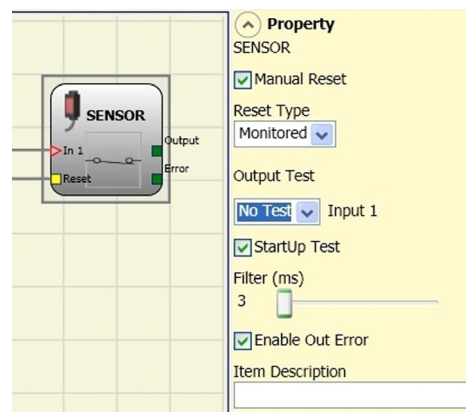 SENSOR
In 1
Output
Reset
Error
Property
SENSOR
Manual Reset
Reset Type
Monitored
Output Test
No Test Input 1
StartUp Test
Filter (ms)
3
Enable Out Error
Item Description